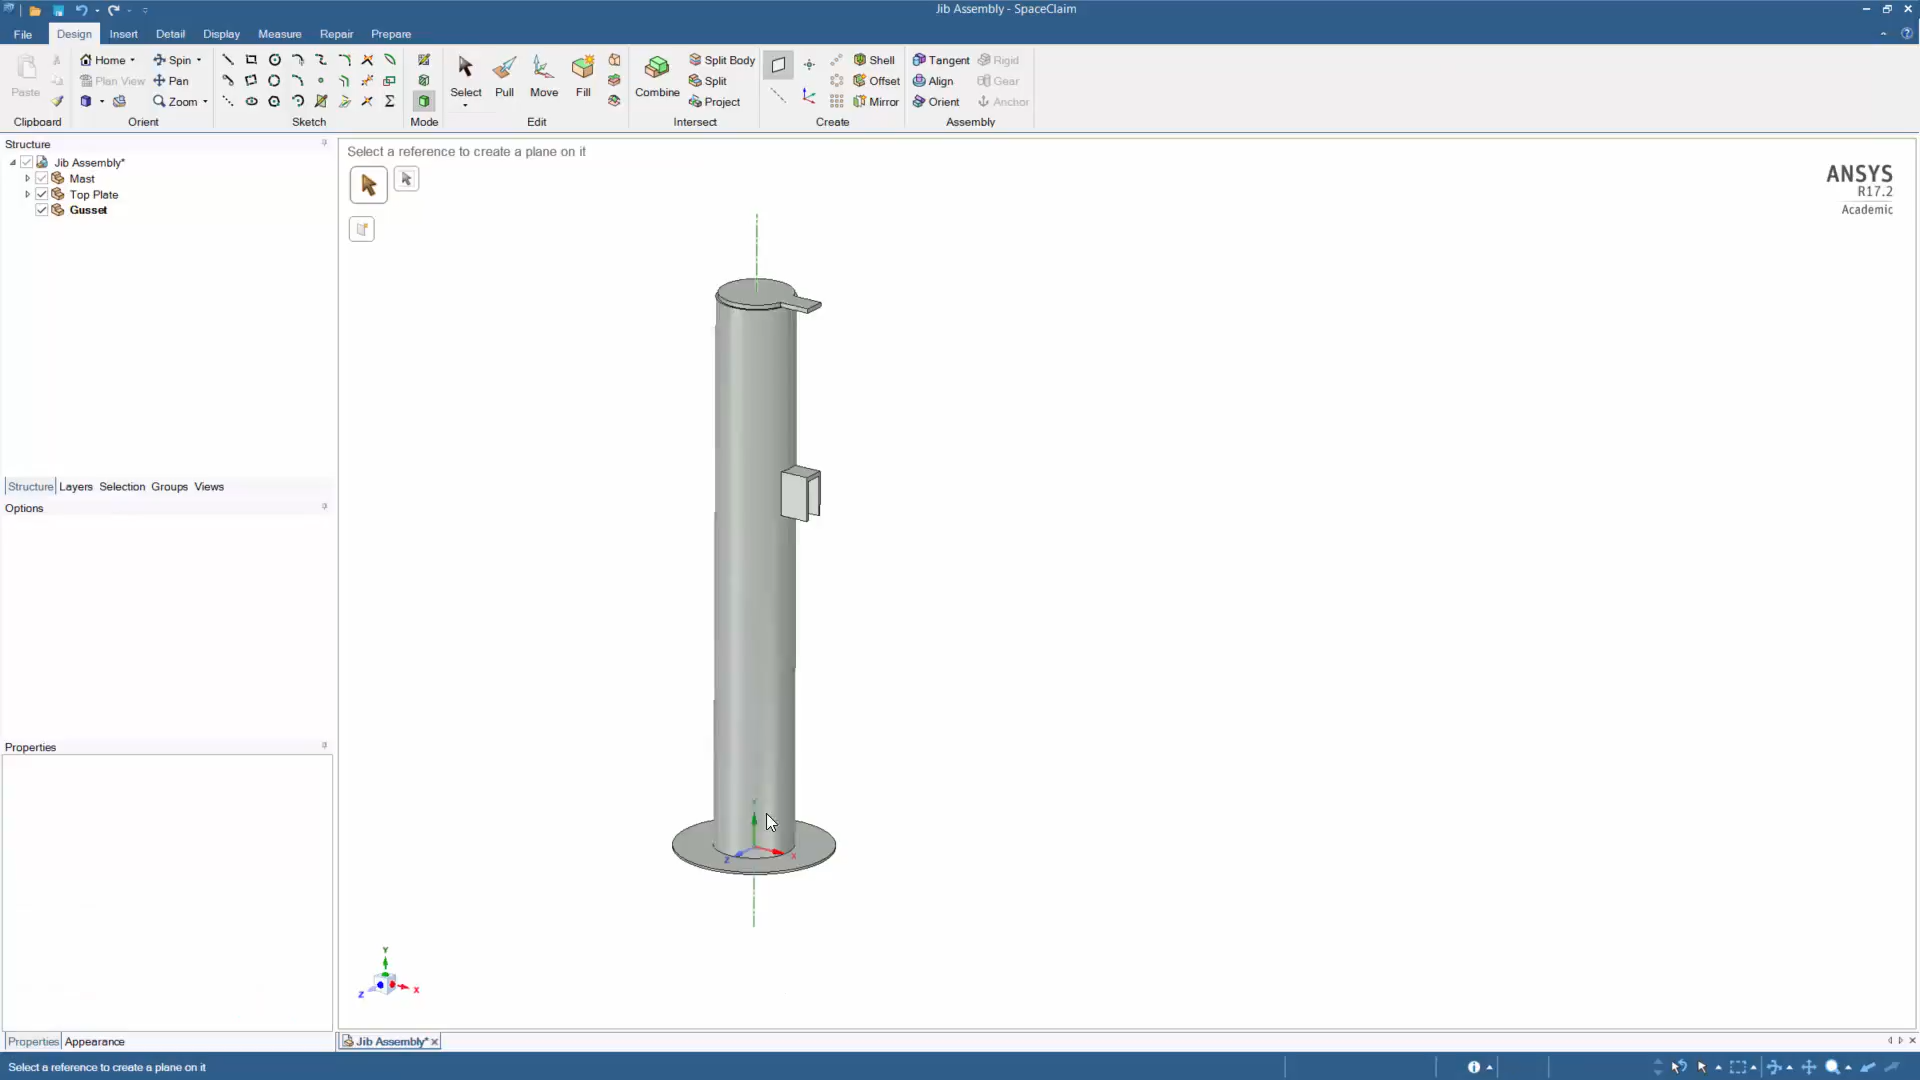 Jib Assembly - SpaceClaim
File Design Insert Detail Display Measure Repair Prepare
Paste
Home
Plan View
Spin
Pan
Zoom
Select
Pull
Move
Fill
Combine
Split Body
Split
Project
Shell
Offset
Mirror
Tangent
Align
Orient
Rigid
Gear
Anchor
Clipboard Orient Sketch Mode Edit Intersect Create Assembly
Structure
Jib Assembly*
Mast
Top Plate
Gusset
Structure Layers Selection Groups Views
Options
Properties
Properties Appearance
Select a reference to create a plane on it
ANSYS
R17.2
Academic
Y
X
Z
Y
X
Z
Jib Assembly*
Select a reference to create a plane on it